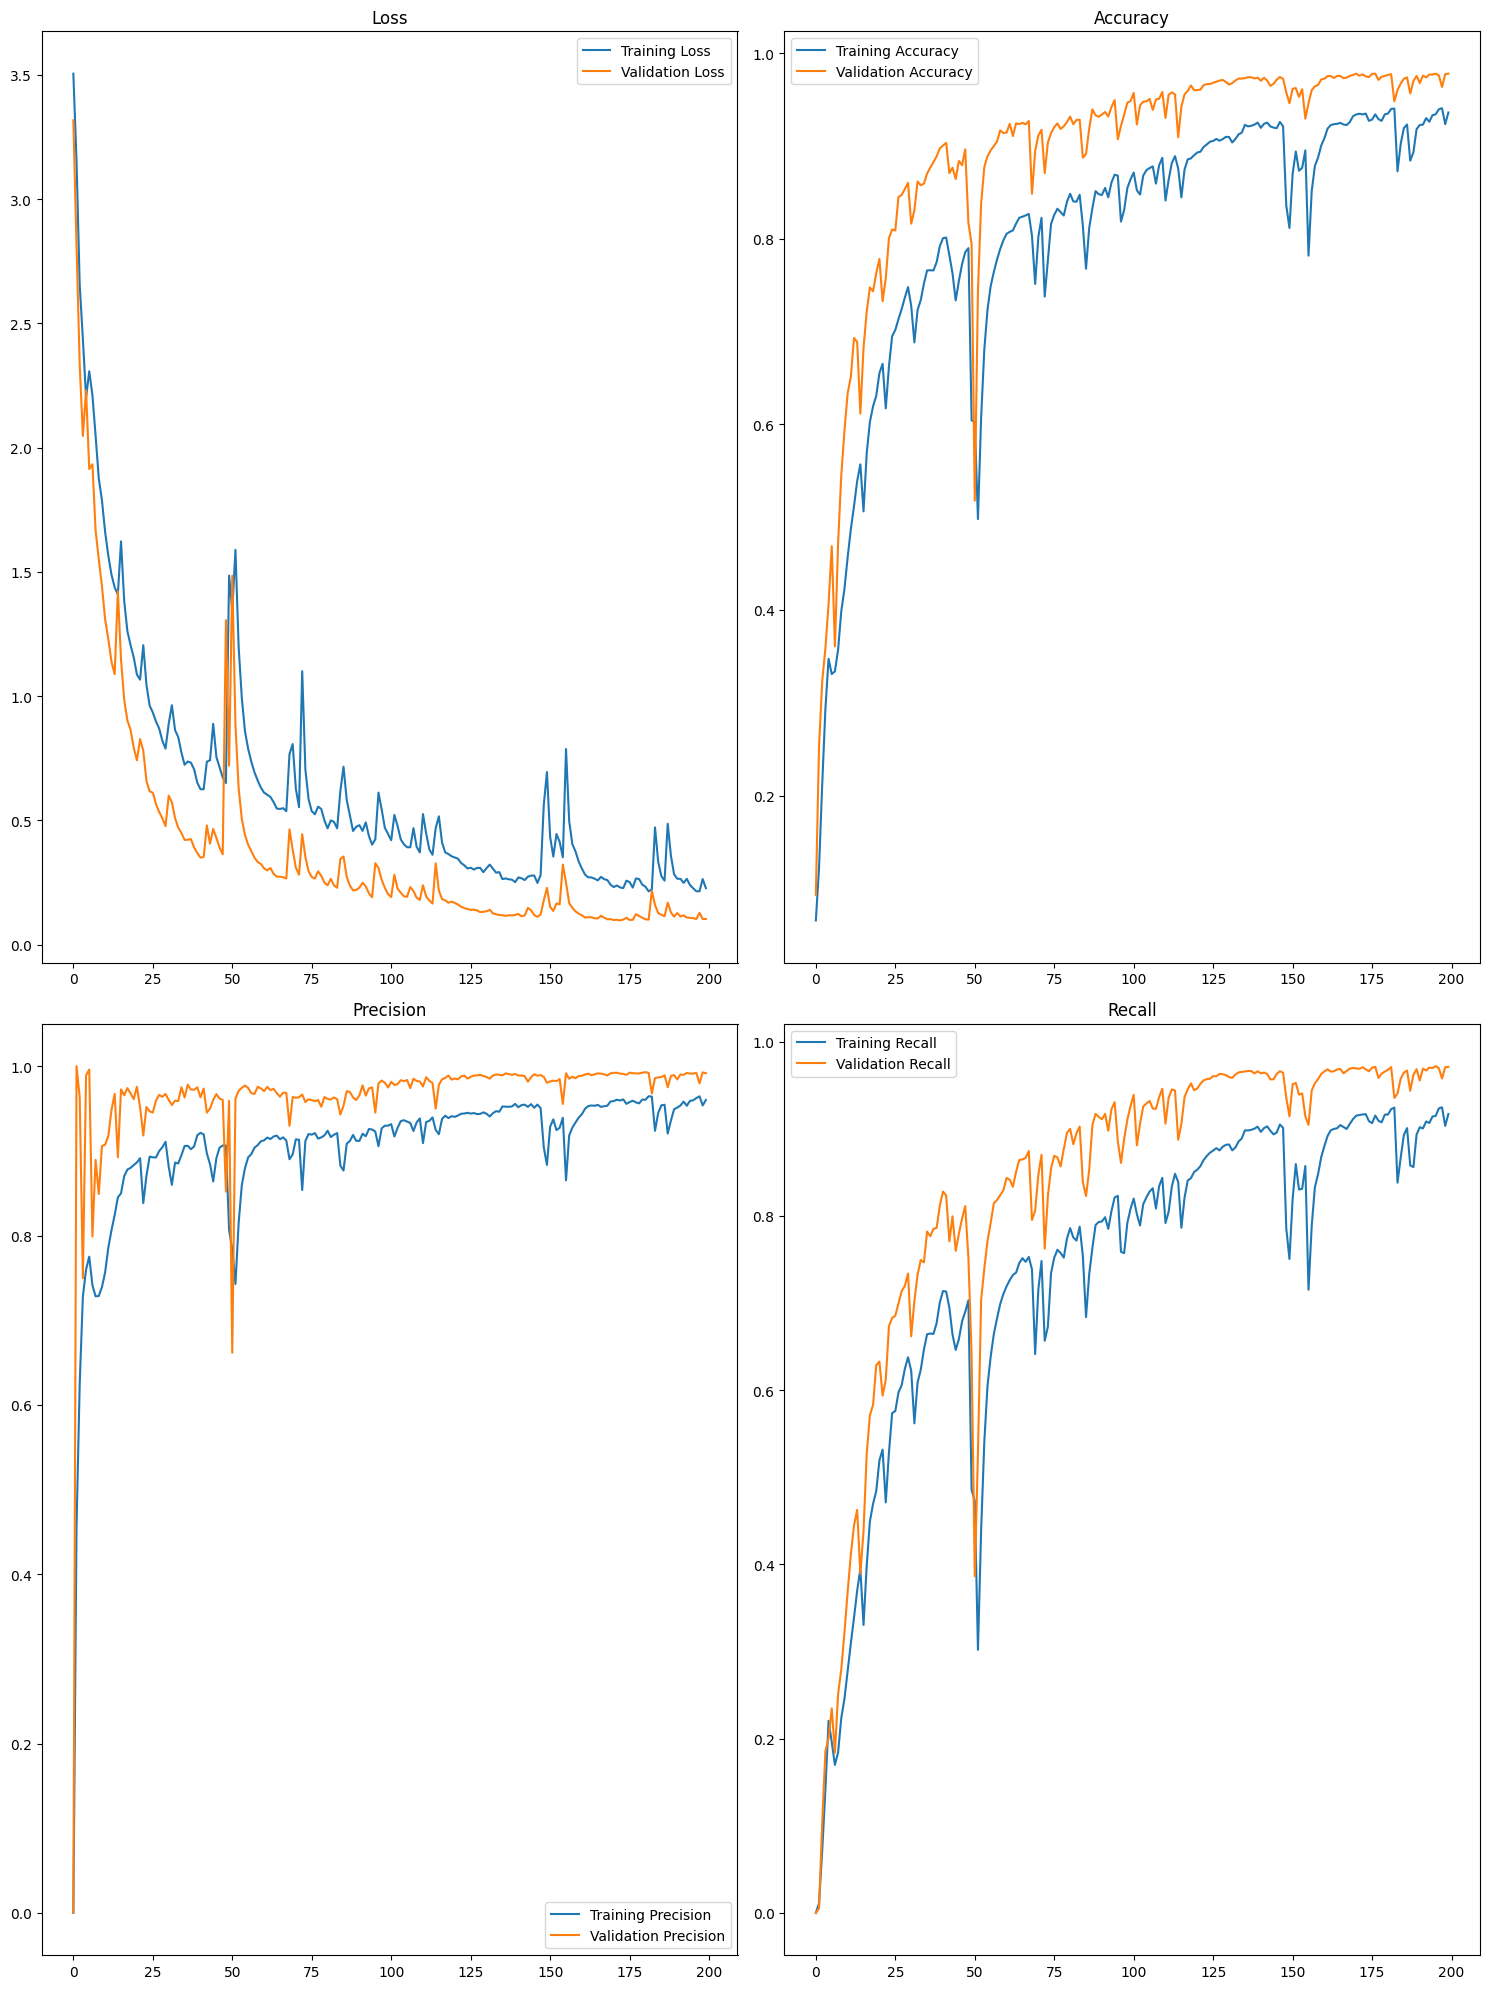 Loss
Training Loss
Validation Loss
3.5
3.0
2.5
2.0
1.5
1.0
0.5
0.0
0 25 50 75 100 125 150 175 200
Accuracy
Training Accuracy
Validation Accuracy
1.0
0.8
0.6
0.4
0.2
0 25 50 75 100 125 150 175 200
Precision
1.0
0.8
0.6
0.4
0.2
0.0
Training Precision
Validation Precision
0 25 50 75 100 125 150 175 200
Recall
Training Recall
Validation Recall
1.0
0.8
0.6
0.4
0.2
0.0
0 25 50 75 100 125 150 175 200